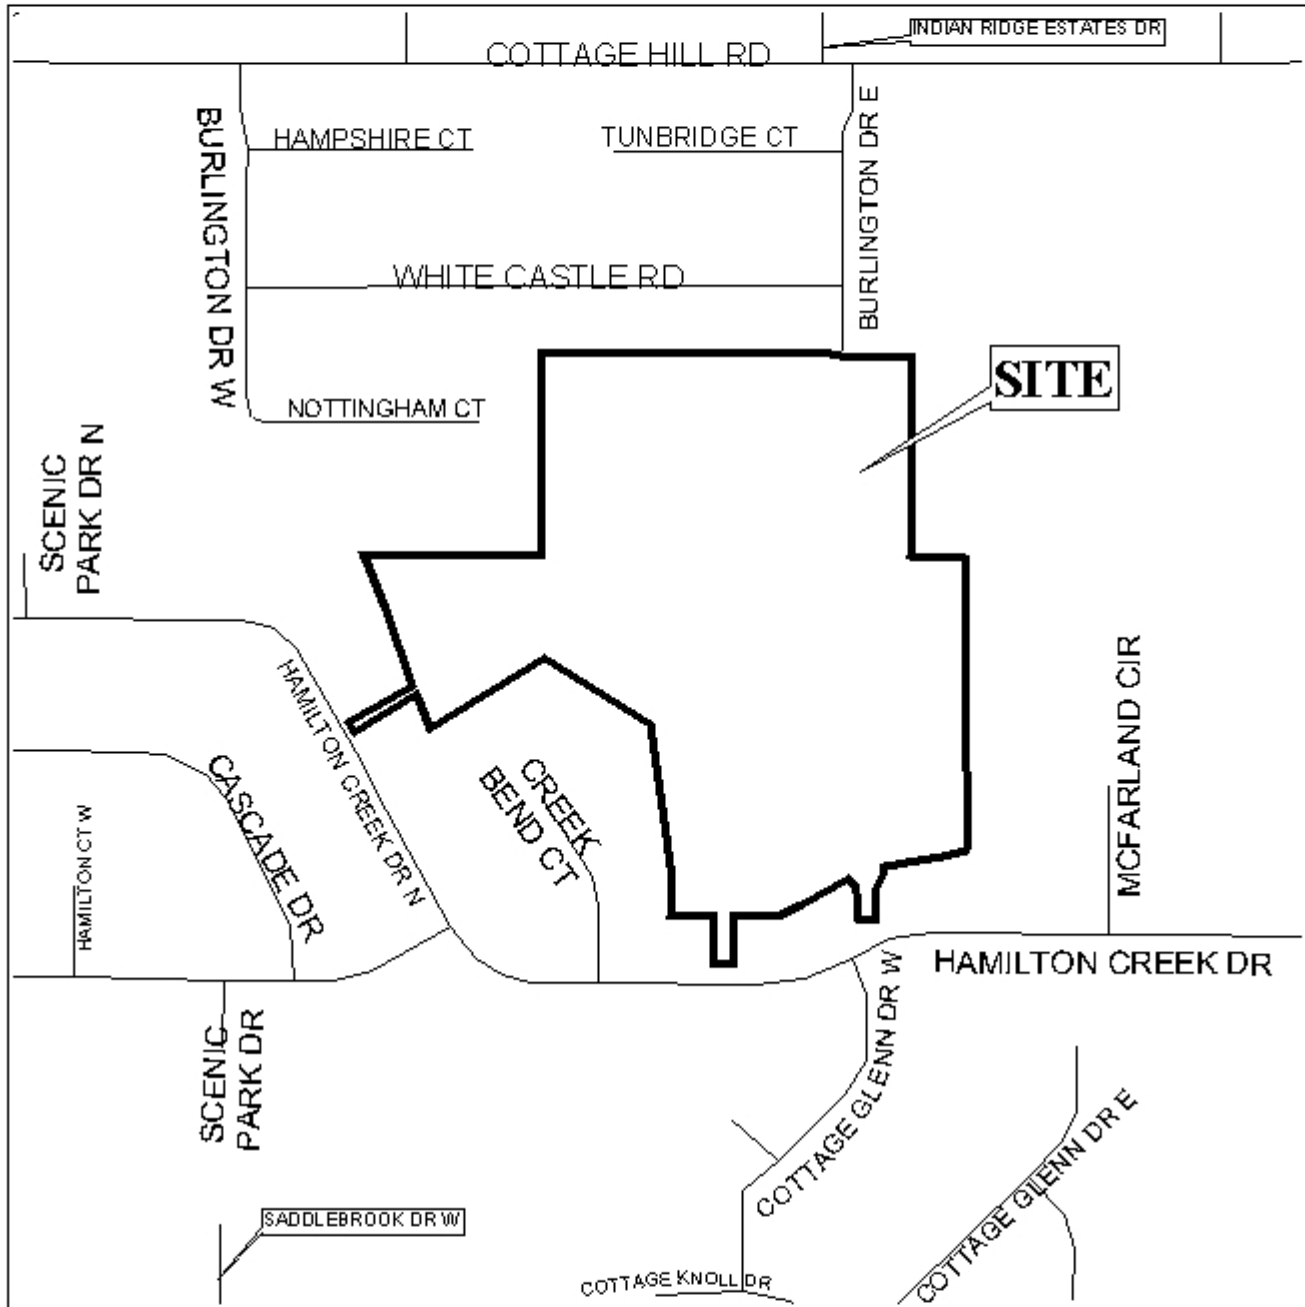 INDIAN RIDGE ESTATES DR
COTTAGE HILL RD
BURLINGTON DR W
HAMPSHIRE CT
TUNBRIDGE CT
BURLINGTON DR E
WHITE CASTLE RD
SITE
NOTTINGHAM CT
SCENIC
PARK DR N
HAMILTON CREEK DR N
MCFARLAND CIR
CASCADE DR
CREEK
BEND CT
HAMILTON CT W
HAMILTON CREEK DR
COTTAGE GLENN DR W
SCENIC
PARK DR
COTTAGE GLENN DR E
SADDLEBROOK DR W
COTTAGE KNOLL DR